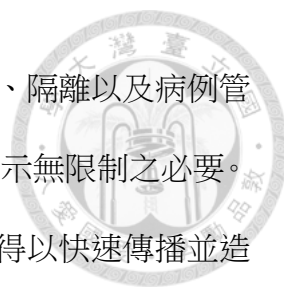 、隔離以及病例管
示無限制之必要。
得以快速傳播並造